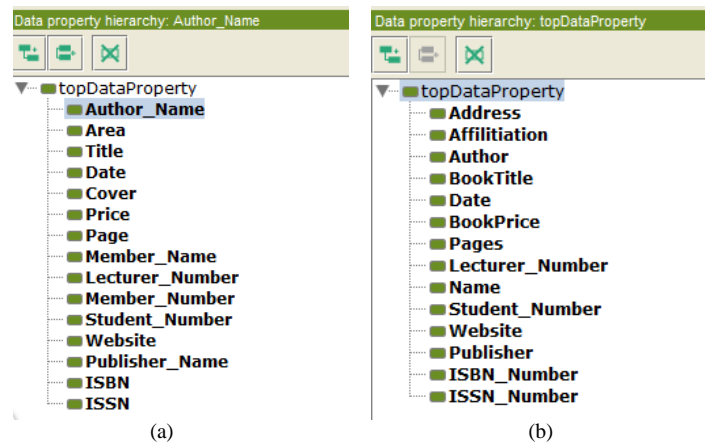 Data property hierarchy: Author_Name
topDataProperty
Author_Name
Area
Title
Date
Cover
Price
Page
Member_Name
Lecturer_Number
Member_Number
Student_Number
Website
Publisher_Name
ISBN
ISSN
(a)
Data property hierarchy: topDataProperty
topDataProperty
Address
Affilitiation
Author
BookTitle
Date
BookPrice
Pages
Lecturer_Number
Name
Student_Number
Website
Publisher
ISBN_Number
ISSN_Number
(b)